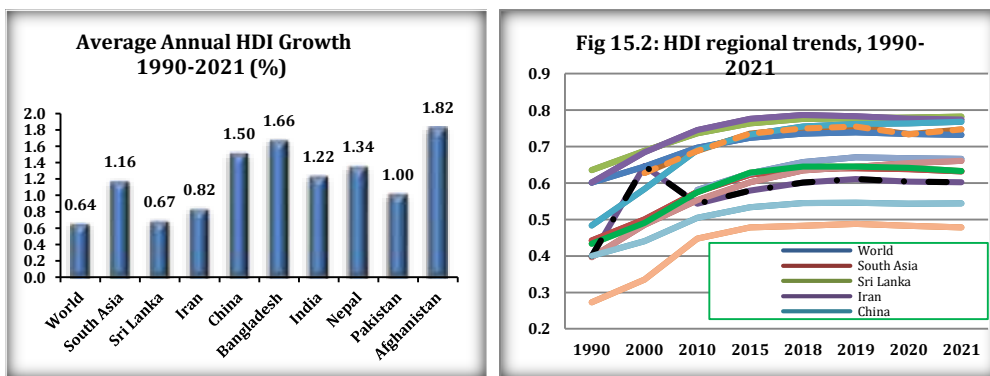 Average Annual HDI Growth
1990-2021 (%)
2.0
1.8
1.6
1.4
1.2
1.0
0.8
0.6
0.4
0.2
0.0
0.64
1.16
0.67
0.82
1.50
1.66
1.22
1.34
1.00
1.82
World
South Asia
Sri Lanka
Iran
China
Bangladesh
India
Nepal
Pakistan
Afghanistan
Fig 15.2: HDI regional trends, 1990-
2021
0.9
0.8
0.7
0.6
0.5
0.4
0.3
0.2
World
South Asia
Sri Lanka
Iran
China
1990 2000 2010 2015 2018 2019 2020 2021